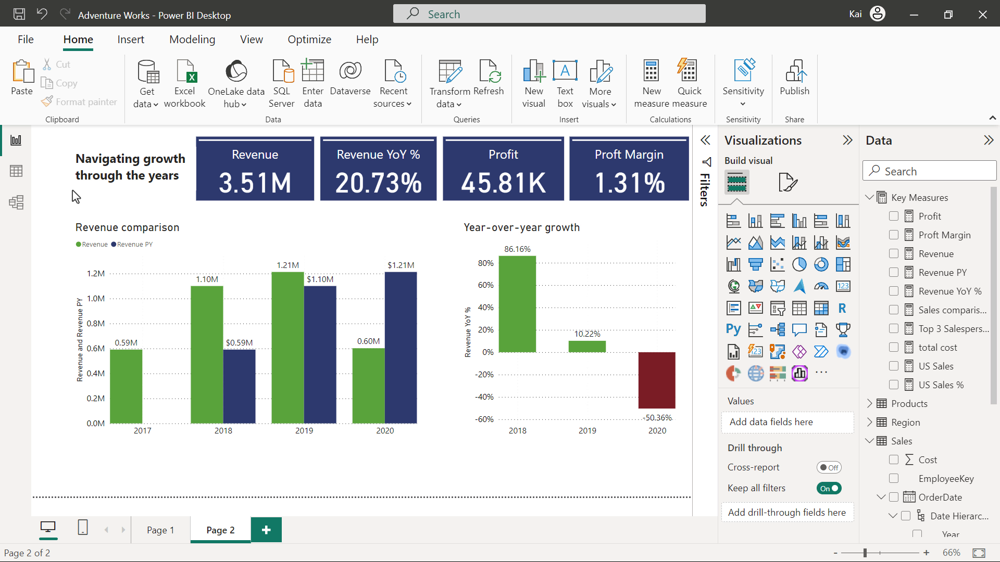 Adventure Works - Power BI Desktop
Search
Kai
File
Home
Insert
Modeling
View
Optimize
Help
Paste
Cut
Copy
Format painter
Clipboard
Get data
Excel workbook
OneLake data hub
SQL Server
Enter data
Dataverse
Recent sources
Data
Transform data
Refresh
Queries
New visual
Text box
More visuals
Insert
New measure
Quick measure
Calculations
Sensitivity
Sensitivity
Publish
Share
Navigating growth
through the years
Revenue
3.51M
Revenue YoY %
20.73%
Profit
45.81K
Proft Margin
1.31%
Revenue comparison
Revenue
Revenue PY
Revenue and Revenue PY
1.2M
1.0M
0.8M
0.6M
0.4M
0.2M
0.0M
0.59M
1.10M
$0.59M
1.21M
$1.10M
0.60M
$1.21M
2017
2018
2019
2020
Year-over-year growth
Revenue YoY %
80%
60%
40%
20%
0%
-20%
-40%
-60%
86.16%
10.22%
-50.36%
2018
2019
2020
Filters
Visualizations
Build visual
123
R
Py
123
Values
Add data fields here
Drill through
Cross-report
Off
Keep all filters
On
Add drill-through fields here
Data
Search
Key Measures
Profit
Proft Margin
Revenue
Revenue PY
Revenue YoY %
Sales comparis...
Top 3 Salespers...
total cost
US Sales
US Sales %
Products
Region
Sales
Cost
EmployeeKey
OrderDate
Date Hierarc...
Year
Page 1
Page 2
Page 2 of 2
66%